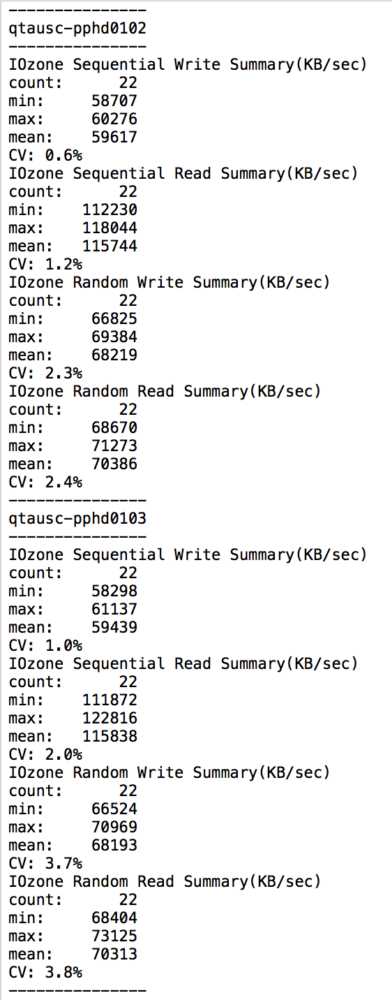 ---------------
qtausc-pphd0102
---------------
IOzone Sequential Write Summary(KB/sec)
count:      22
min:     58707
max:     60276
mean:    59617
CV: 0.6%
IOzone Sequential Read Summary(KB/sec)
count:      22
min:    112230
max:    118044
mean:   115744
CV: 1.2%
IOzone Random Write Summary(KB/sec)
count:      22
min:     66825
max:     69384
mean:    68219
CV: 2.3%
IOzone Random Read Summary(KB/sec)
count:      22
min:     68670
max:     71273
mean:    70386
CV: 2.4%
---------------
qtausc-pphd0103
---------------
IOzone Sequential Write Summary(KB/sec)
count:      22
min:     58298
max:     61137
mean:    59439
CV: 1.0%
IOzone Sequential Read Summary(KB/sec)
count:      22
min:    111872
max:    122816
mean:   115838
CV: 2.0%
IOzone Random Write Summary(KB/sec)
count:      22
min:     66524
max:     70969
mean:    68193
CV: 3.7%
IOzone Random Read Summary(KB/sec)
count:      22
min:     68404
max:     73125
mean:    70313
CV: 3.8%
---------------